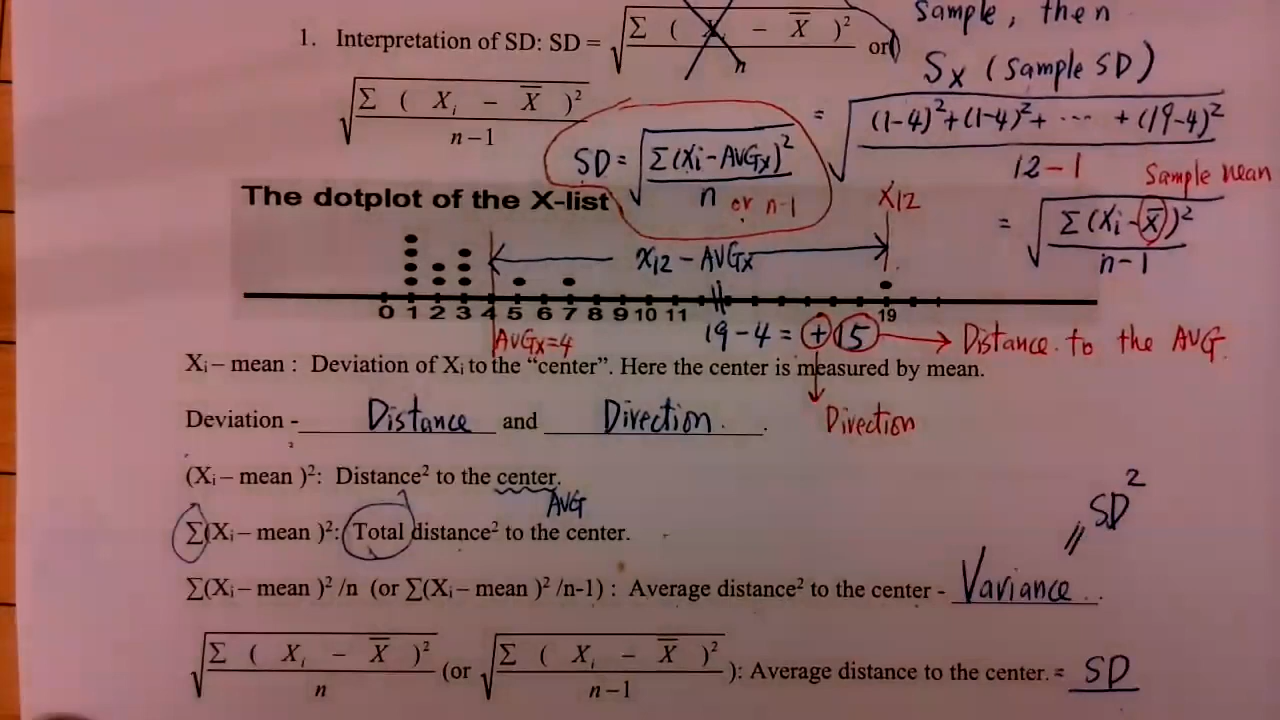 Sample, then
1. Interpretation of SD: SD = √ Σ ( X - X̄ )² / n or
Sx (Sample SD)
√ Σ ( Xi - X̄ )² / n-1
= √ (1-4)²+(1-4)²+ ··· + (19-4)² / 12-1
SD = √ Σ(Xi-AVGx)² / n or n-1
Sample mean
The dotplot of the X-list
X12
= √ Σ(Xi-x̄)² / n-1
x12 - AVGx
0 1 2 3 4 5 6 7 8 9 10 11 19
AVGx=4
19-4 = +15 → Distance to the AVG.
Xi – mean : Deviation of Xi to the “center”. Here the center is measured by mean.
Direction
Deviation - Distance and Direction.
(Xi – mean )²: Distance² to the center.
AVG
SD²
Σ(Xi – mean )²: Total distance² to the center.
Σ(Xi – mean )² /n (or Σ(Xi – mean )² /n-1) : Average distance² to the center - Variance.
√ Σ ( Xi - X̄ )² / n (or √ Σ ( Xi - X̄ )² / n-1 ): Average distance to the center. = SD